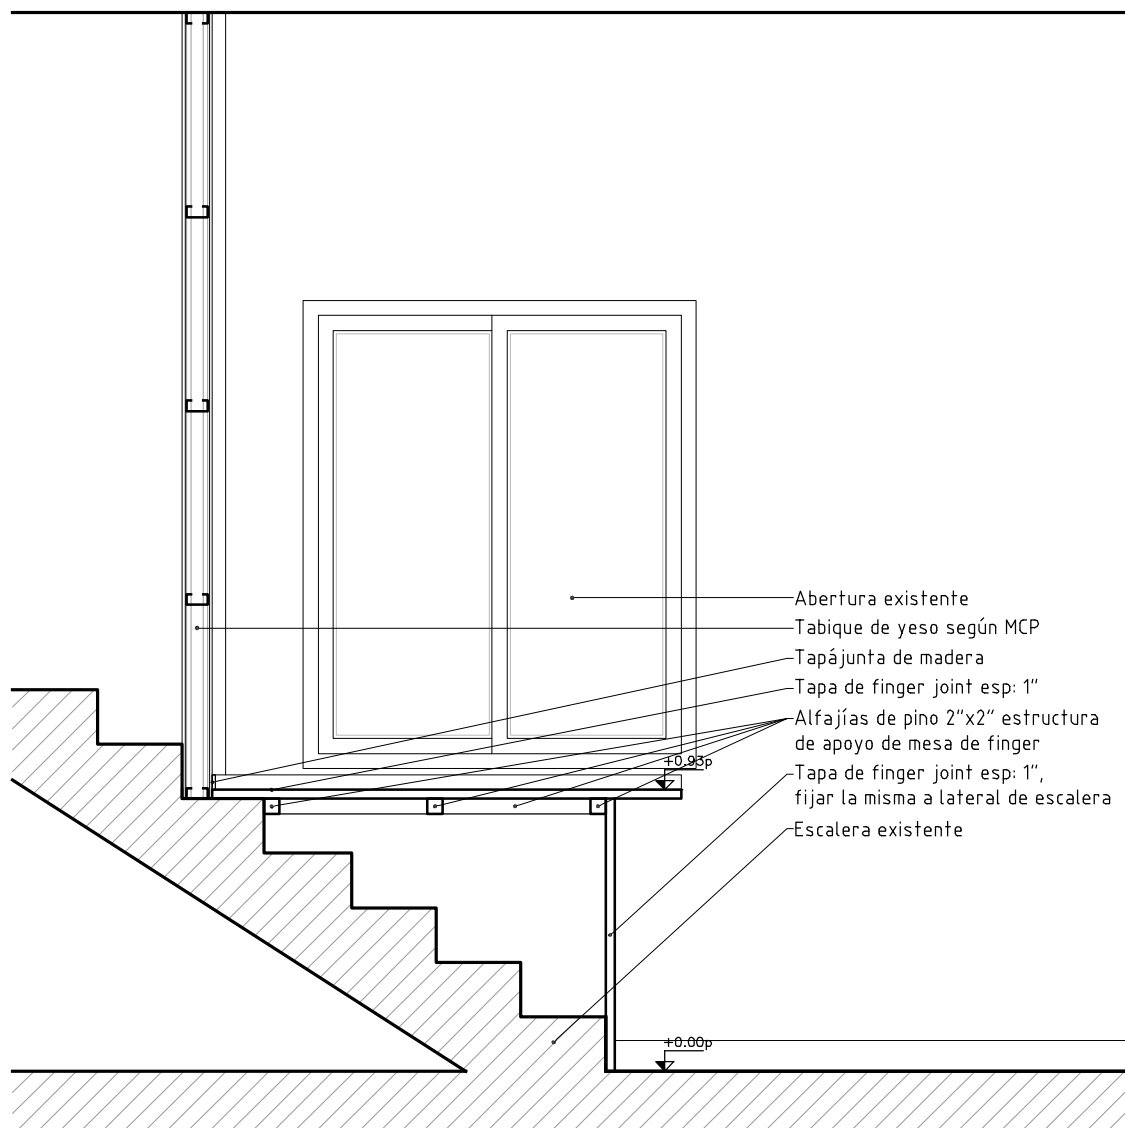 Abertura existente
Tabique de yeso según MCP
Tapájunta de madera
Tapa de finger joint esp: 1"
Alfajías de pino 2"x2" estructura
de apoyo de mesa de finger
+0.93p
Tapa de finger joint esp: 1",
fijar la misma a lateral de escalera
Escalera existente
+0.00p